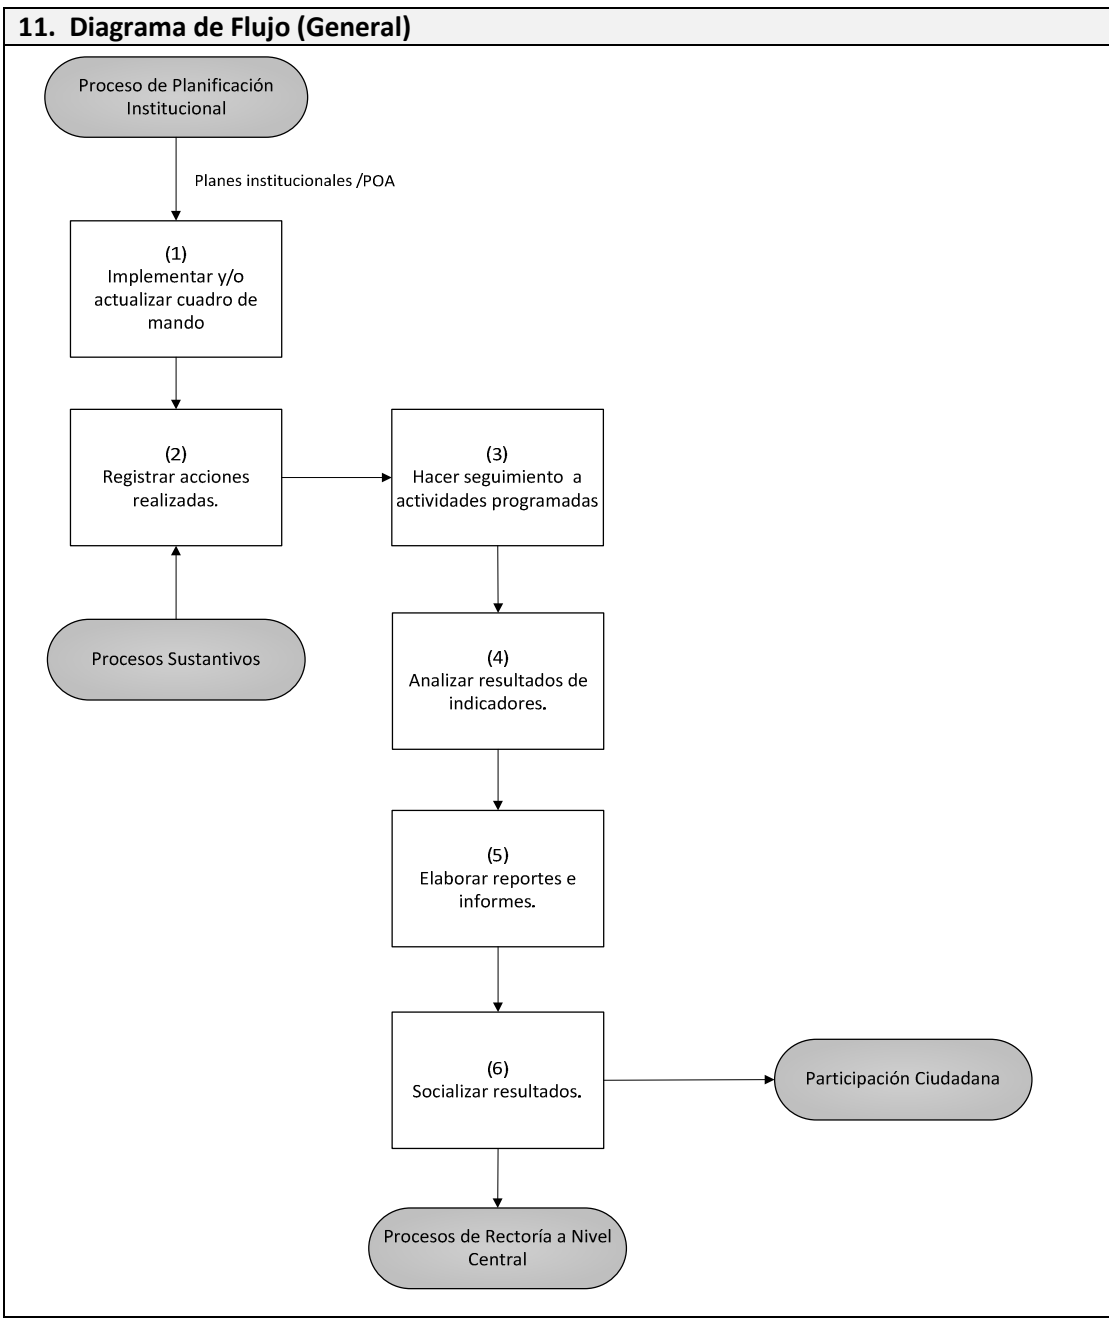 11. Diagrama de Flujo (General)
Proceso de Planificación
Institucional
Planes institucionales /POA
(1)
Implementar y/o
actualizar cuadro de
mando
(2)
Registrar acciones
realizadas.
(3)
Hacer seguimiento a
actividades programadas
Procesos Sustantivos
(4)
Analizar resultados de
indicadores.
(5)
Elaborar reportes e
informes.
(6)
Socializar resultados.
Participación Ciudadana
Procesos de Rectoría a Nivel
Central